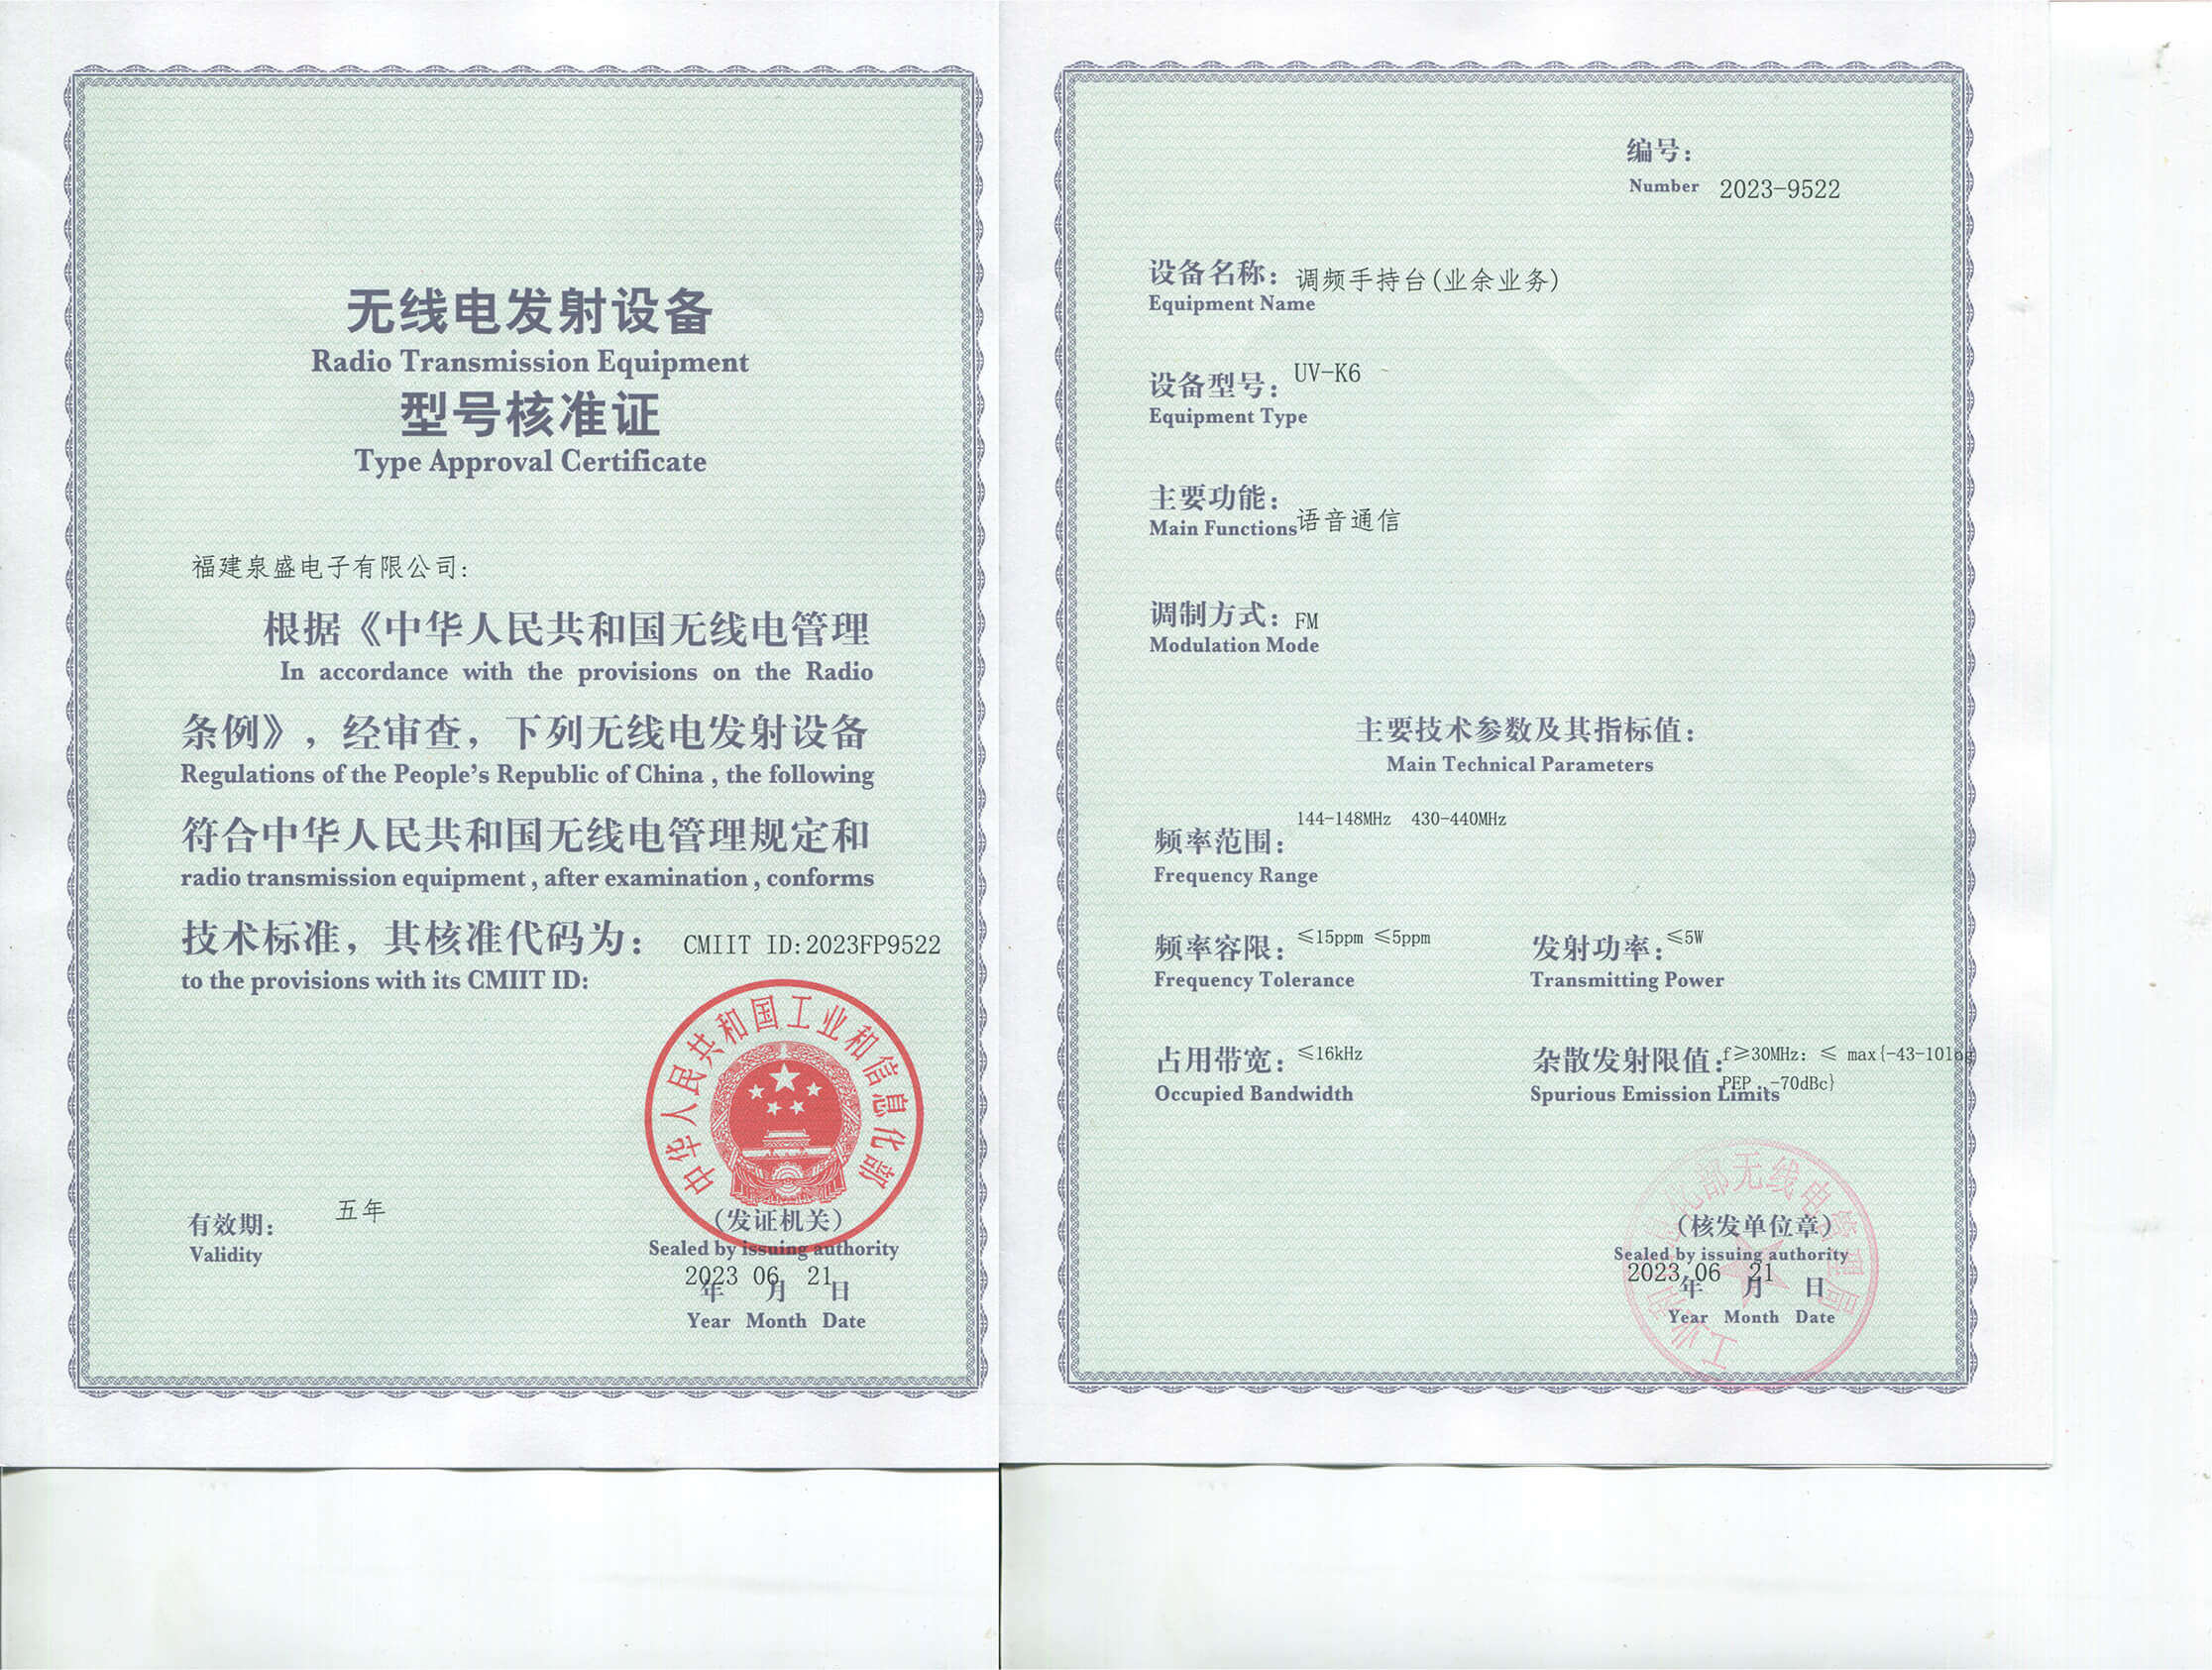 无线电发射设备
Radio Transmission Equipment
型号核准证
Type Approval Certificate
福建泉盛电子有限公司:
根据《中华人民共和国无线电管理
In accordance with the provisions on the Radio
条例》，经审查，下列无线电发射设备
Regulations of the People's Republic of China , the following
符合中华人民共和国无线电管理规定和
radio transmission equipment , after examination , conforms
技术标准，其核准代码为： CMIIT ID:2023FP9522
to the provisions with its CMIIT ID:
中华人民共和国工业和信息化部
有效期： 五年
Validity
（发证机关）
Sealed by issuing authority
2023 06 21
年 月 日
Year Month Date
编号：
Number 2023-9522
设备名称： 调频手持台(业余业务)
Equipment Name
设备型号： UV-K6
Equipment Type
主要功能：
Main Functions 语音通信
调制方式： FM
Modulation Mode
主要技术参数及其指标值：
Main Technical Parameters
144-148MHz 430-440MHz
频率范围：
Frequency Range
频率容限： ≤15ppm ≤5ppm
Frequency Tolerance
发射功率： ≤5W
Transmitting Power
占用带宽： ≤16kHz
Occupied Bandwidth
杂散发射限值： f≥30MHz: ≤ max{-43-10log
PEP ,-70dBc}
Spurious Emission Limits
化部无线电管理局
（核发单位章）
Sealed by issuing authority
2023 06 21
年 月 日
Year Month Date